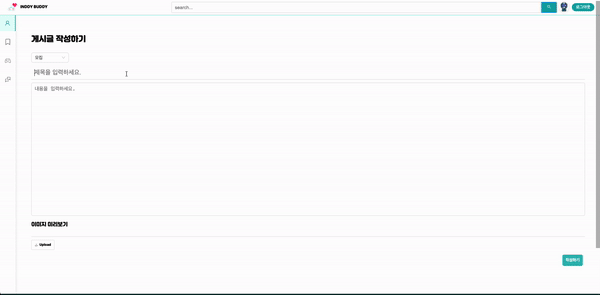 INDDY BUDDY
search...
로그아웃
게시글 작성하기
모집
제목을 입력하세요.
내용을 입력하세요.
이미지 미리보기
Upload
작성하기